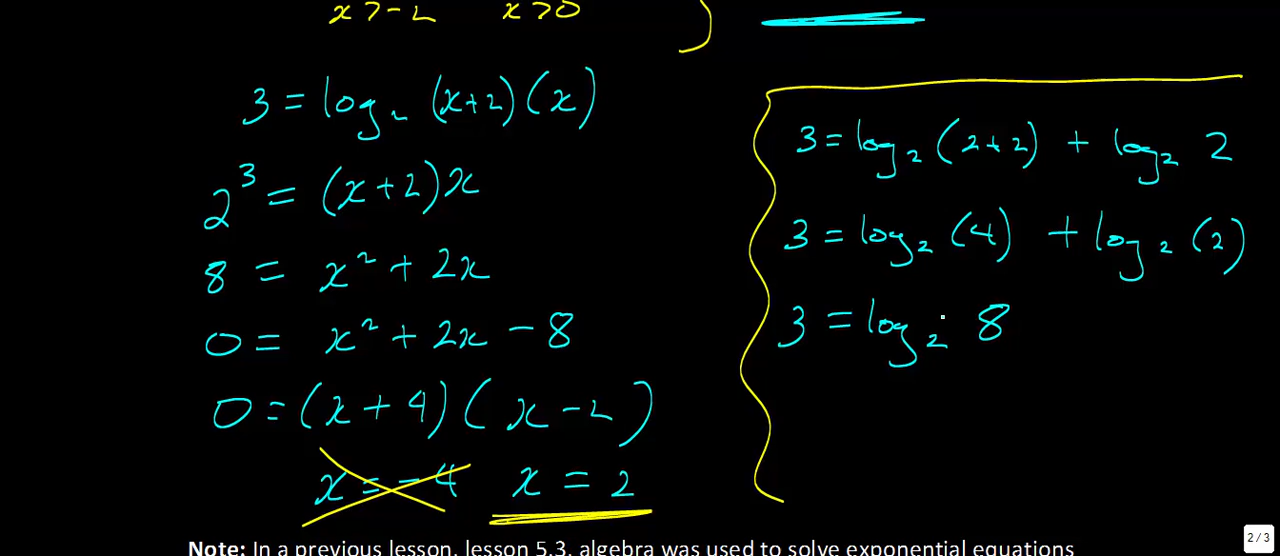 x > -2 x > 0 )
3 = log₂ (x+2)(x)
2³ = (x+2)x
8 = x² + 2x
0 = x² + 2x - 8
0 = (x+4)(x-2)
x = -4 x = 2
3 = log₂ (2+2) + log₂ 2
3 = log₂ (4) + log₂ (2)
3 = log₂ 8
Note: In a previous lesson, lesson 5.3, algebra was used to solve exponential equations
2/3